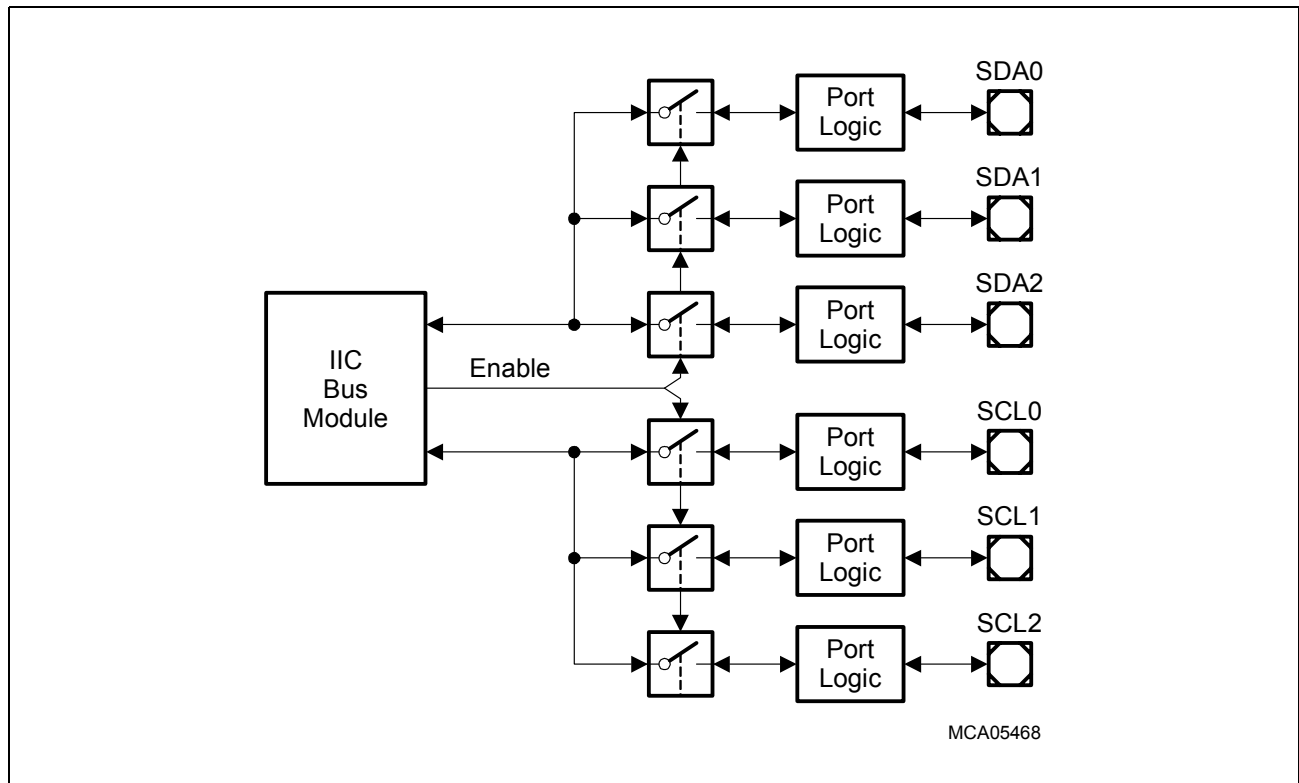 SDA0
Port
Logic
SDA1
Port
Logic
SDA2
Port
Logic
IIC
Bus
Module
Enable
SCL0
Port
Logic
SCL1
Port
Logic
SCL2
Port
Logic
MCA05468